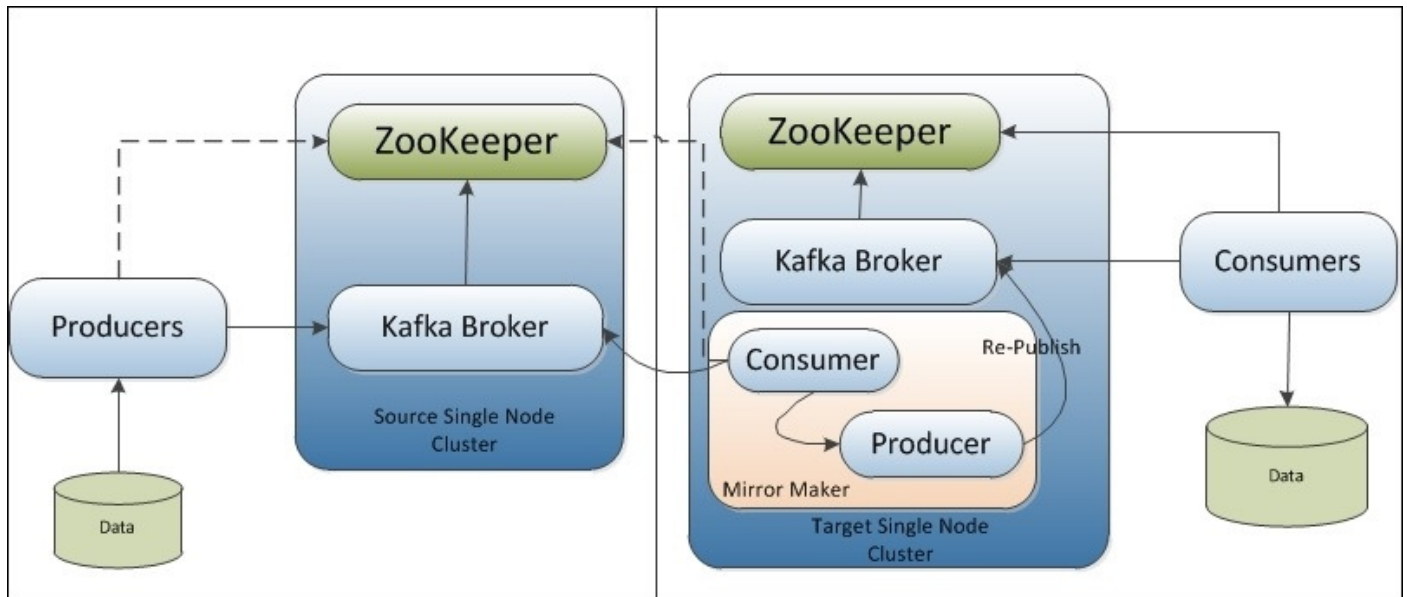 ZooKeeper
Kafka Broker
Producers
Data
Source Single Node
Cluster
ZooKeeper
Kafka Broker
Consumer
Re-Publish
Producer
Mirror Maker
Target Single Node
Cluster
Consumers
Data